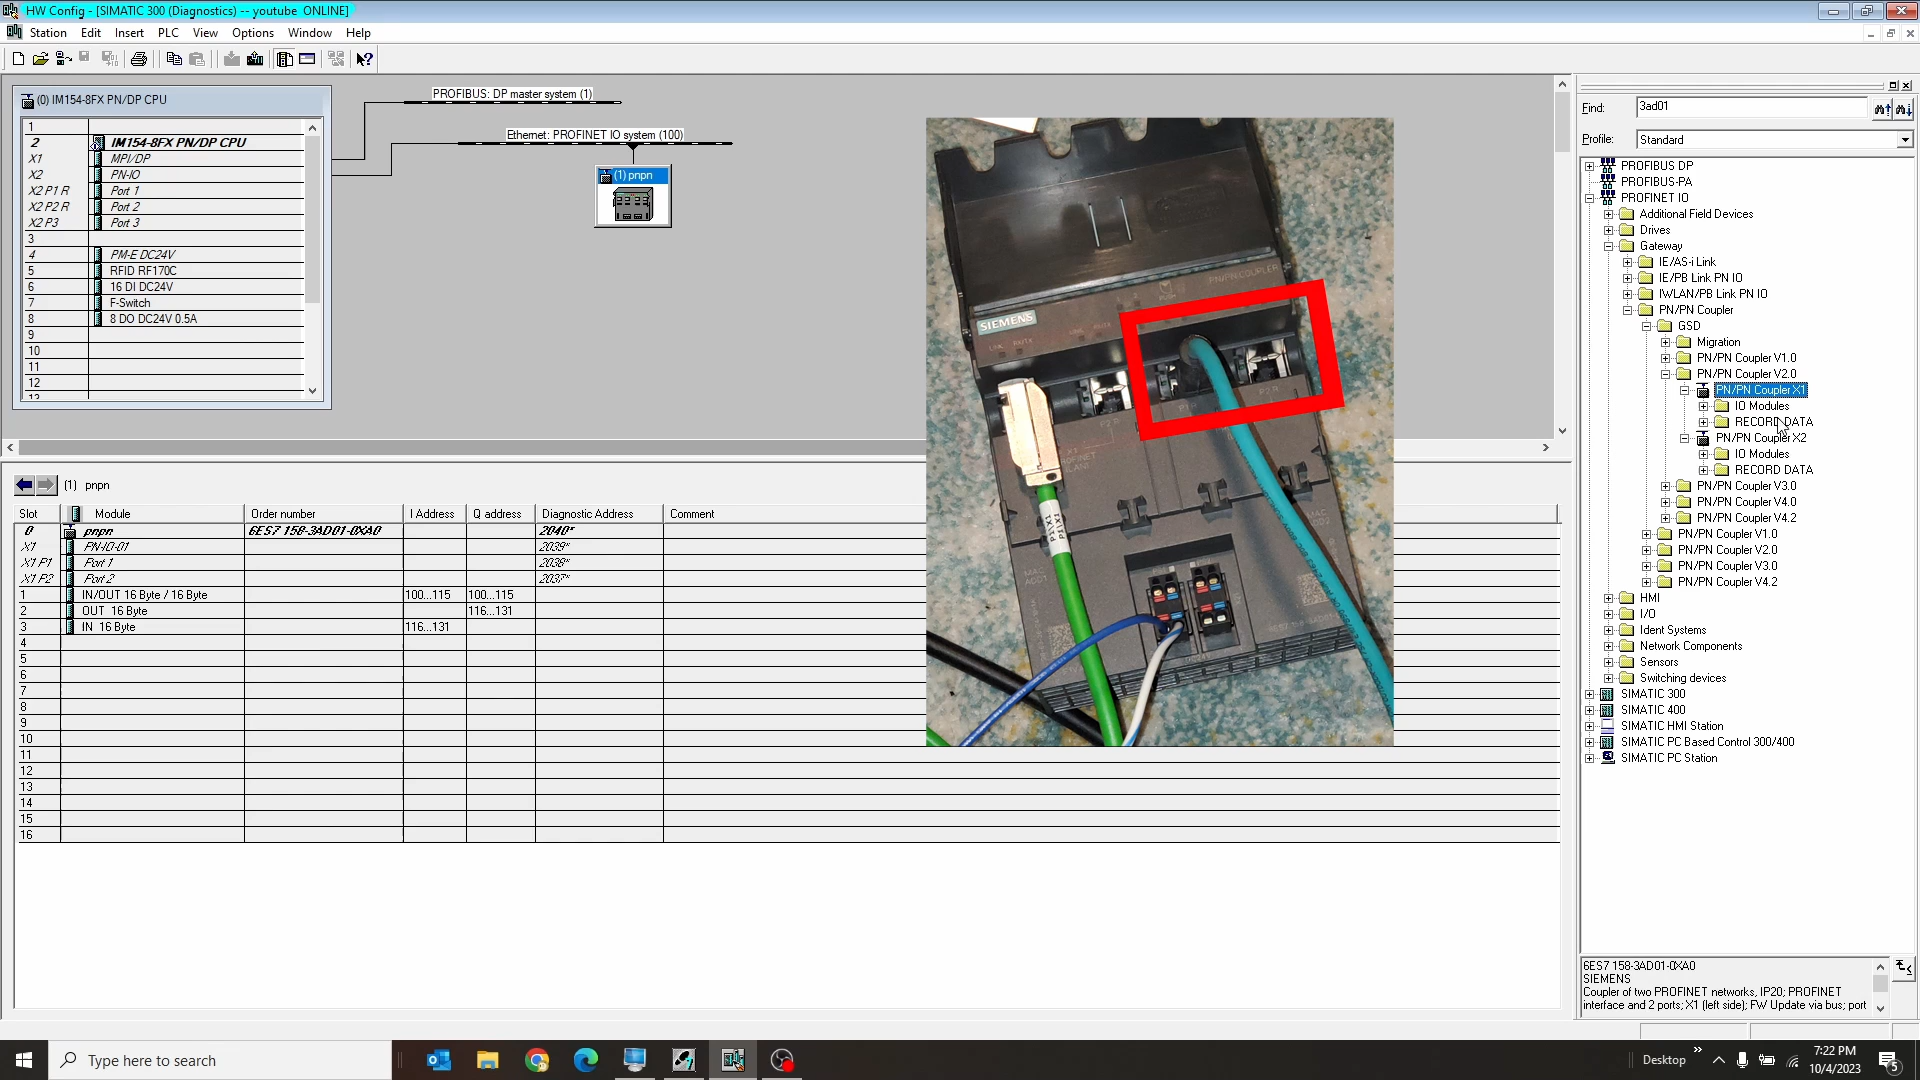 HW Config - [SIMATIC 300 (Diagnostics) -- youtube  ONLINE]
Station Edit Insert PLC View Options Window Help
(0) IM154-8FX PN/DP CPU
1
2 IM154-8FX PN/DP CPU
X1 MPI/DP
X2 PN-IO
X2 P1 R Port 1
X2 P2 R Port 2
X2 P3 Port 3
3
4 PM-E DC24V
5 RFID RF170C
6 16 DI DC24V
7 F-Switch
8 8 DO DC24V 0.5A
9
10
11
12
13
PROFIBUS: DP master system (1)
Ethernet: PROFINET IO system (100)
(1) pnpn
SIEMENS
PN/PN COUPLER
LINK RX/TX
P1 R
P2 R
X1
MAC ADD1
MAC ADD2
P1X1
Find: 3ad01
Profile: Standard
PROFIBUS DP
PROFIBUS-PA
PROFINET IO
Additional Field Devices
Drives
Gateway
IE/AS-i Link
IE/PB Link PN IO
IWLAN/PB Link PN IO
PN/PN Coupler
GSD
Migration
PN/PN Coupler V1.0
PN/PN Coupler V2.0
PN/PN Coupler X1
IO Modules
RECORD DATA
PN/PN Coupler X2
IO Modules
RECORD DATA
PN/PN Coupler V3.0
PN/PN Coupler V4.0
PN/PN Coupler V4.2
PN/PN Coupler V1.0
PN/PN Coupler V2.0
PN/PN Coupler V3.0
PN/PN Coupler V4.2
HMI
I/O
Ident Systems
Network Components
Sensors
Switching devices
SIMATIC 300
SIMATIC 400
SIMATIC HMI Station
SIMATIC PC Based Control 300/400
SIMATIC PC Station
6ES7 158-3AD01-0XA0
SIEMENS
Coupler of two PROFINET networks, IP20; PROFINET
interface and 2 ports; X1 (left side); FW Update via bus; port
(1) pnpn
Slot Module Order number I Address Q address Diagnostic Address Comment
0 pnpn 6ES7 158-3AD01-0XA0 2040*
X1 PN-IO-01 2039*
X1 P1 Port 1 2038*
X1 P2 Port 2 2037*
1 IN/OUT 16 Byte / 16 Byte 100...115 100...115
2 OUT 16 Byte 116...131
3 IN 16 Byte 116...131
4
5
6
7
8
9
10
11
12
13
14
15
16
Type here to search
Desktop
7:22 PM
10/4/2023
5